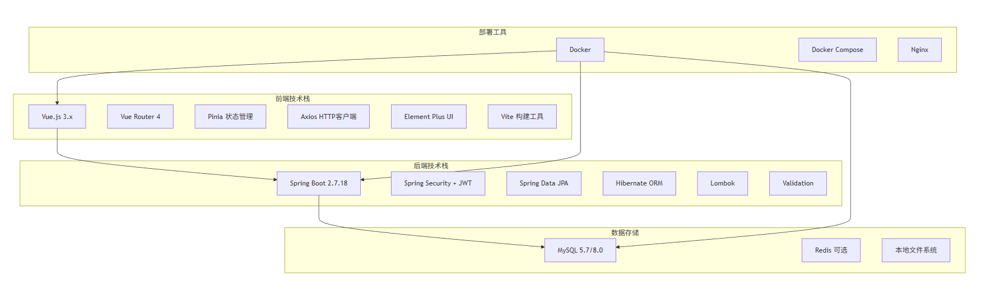 部署工具
Docker
Docker Compose
Nginx
前端技术栈
Vue.js 3.x
Vue Router 4
Pinia 状态管理
Axios HTTP客户端
Element Plus UI
Vite 构建工具
后端技术栈
Spring Boot 2.7.18
Spring Security + JWT
Spring Data JPA
Hibernate ORM
Lombok
Validation
数据存储
MySQL 5.7/8.0
Redis 可选
本地文件系统